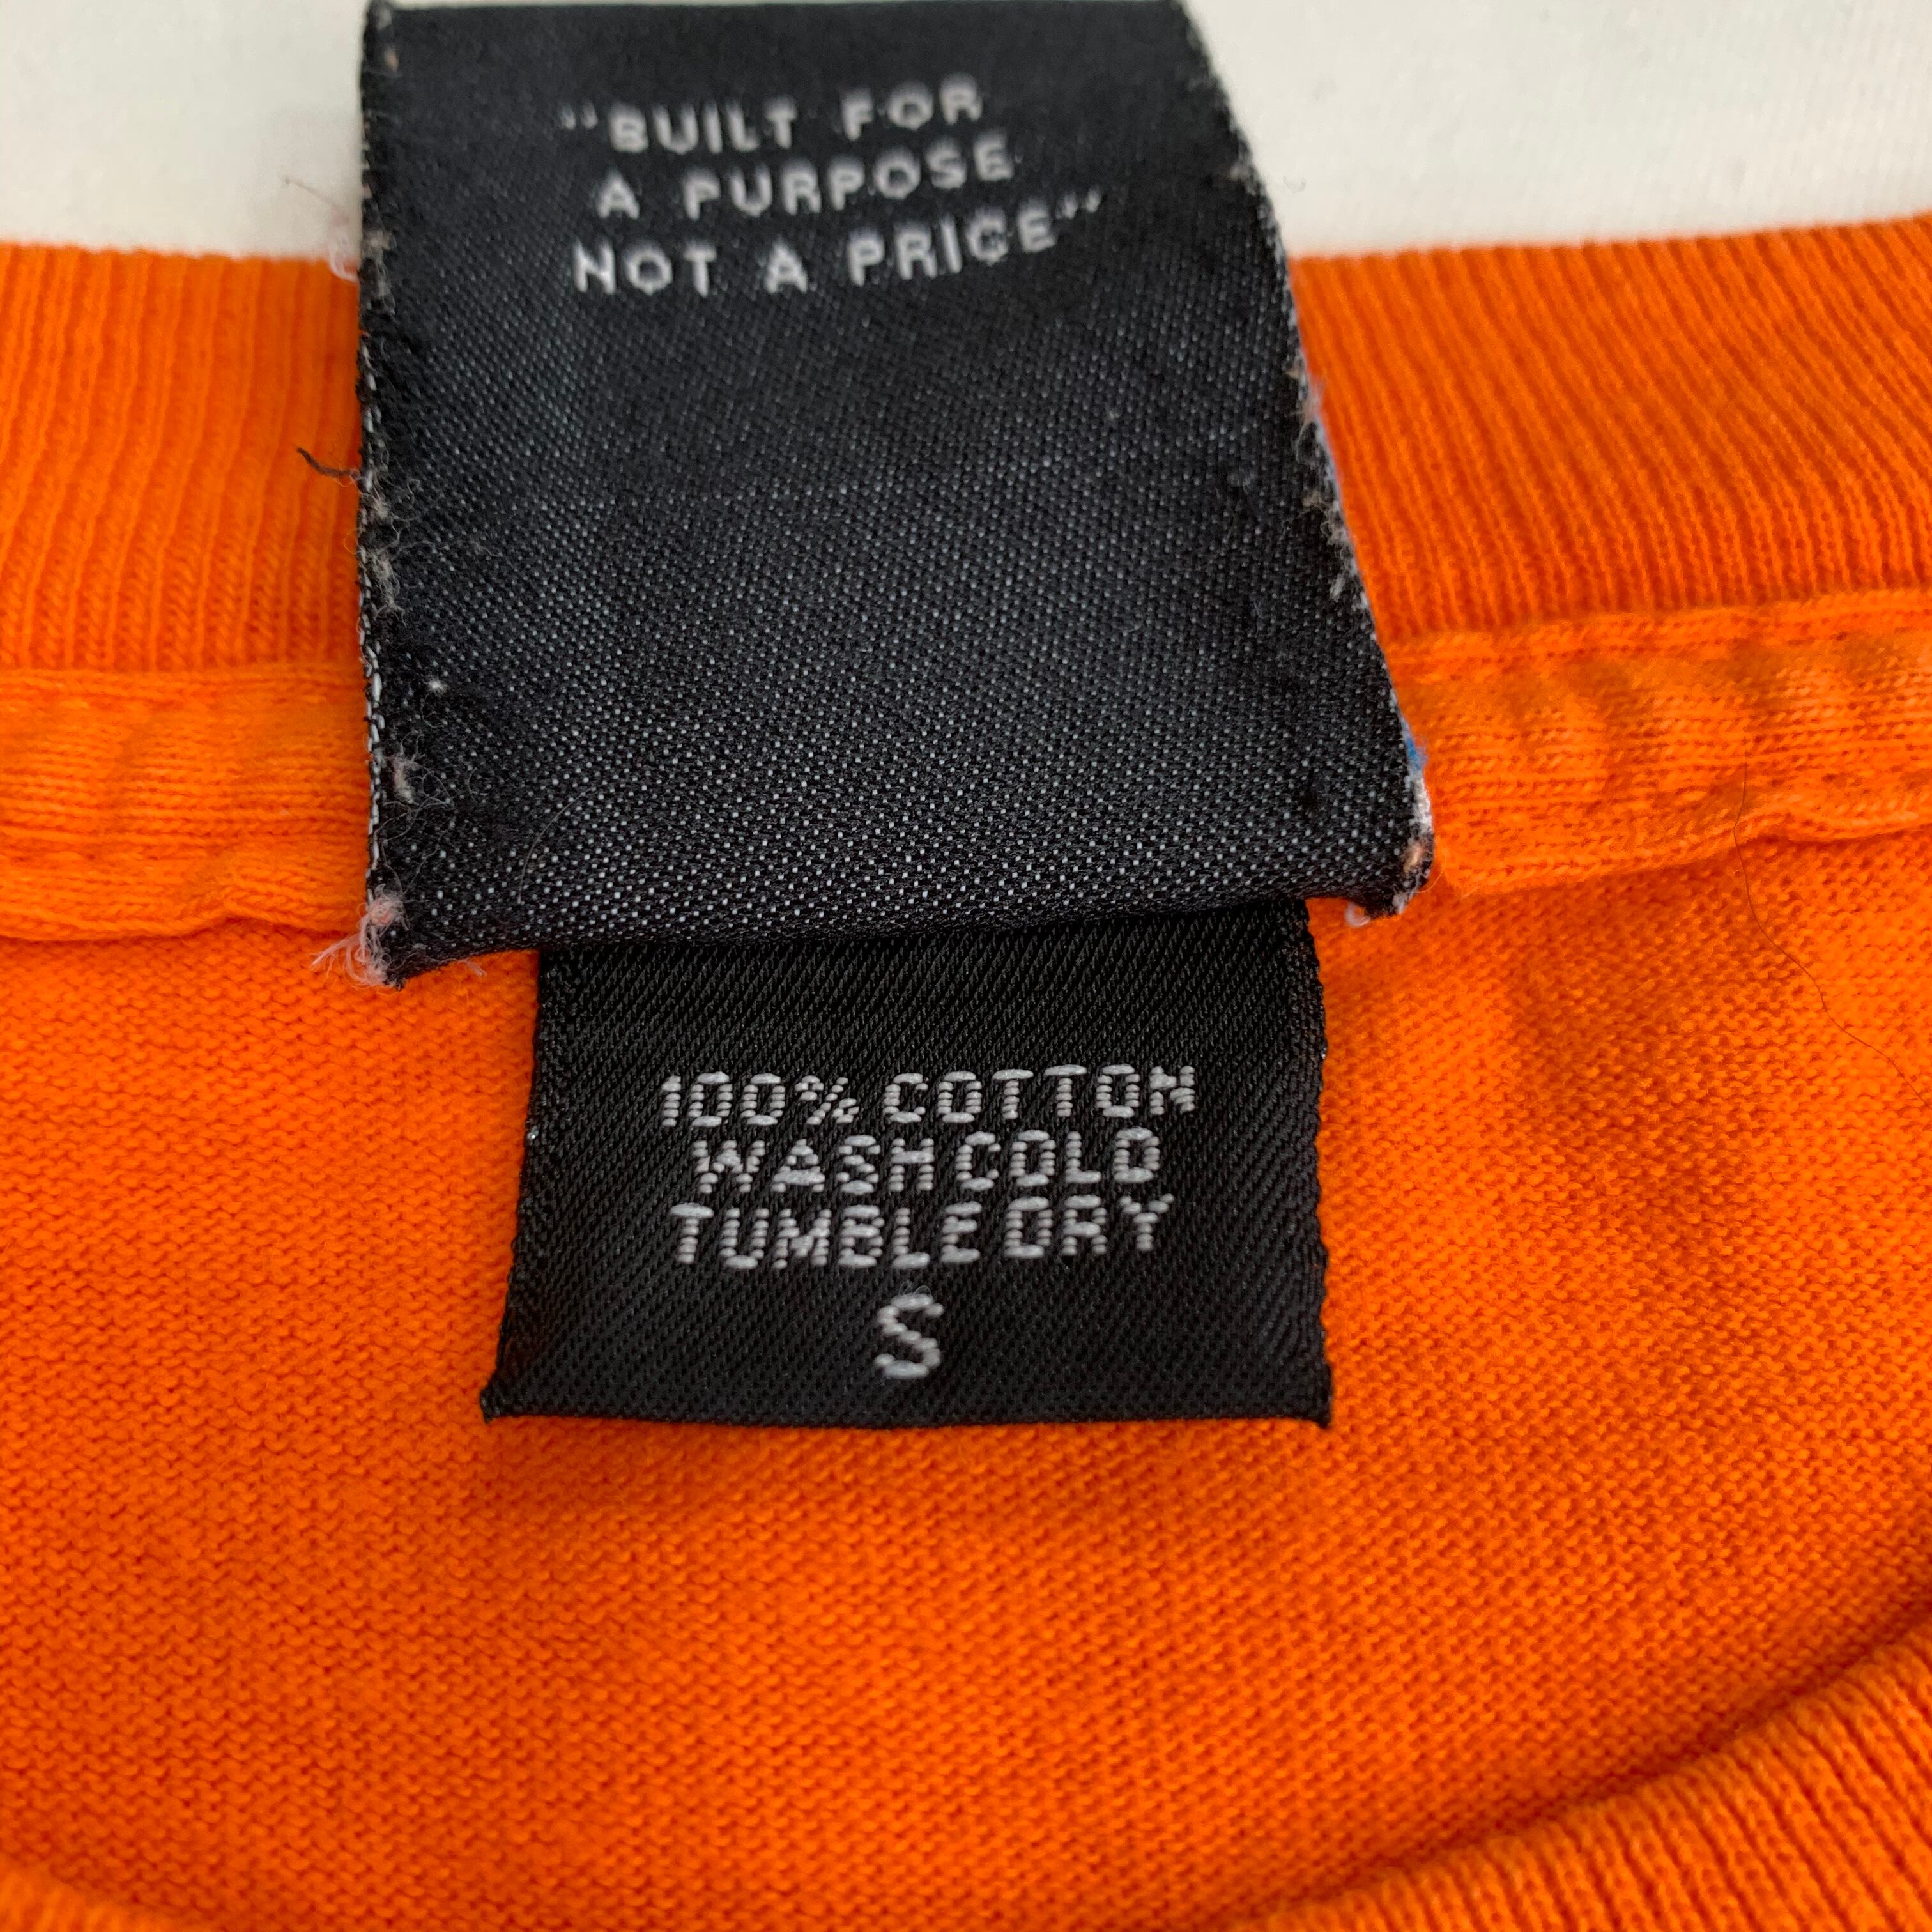 "BUILT FOR
A PURPOSE
NOT A PRICE"
100% COTTON
WASH COLD
TUMBLE DRY
S